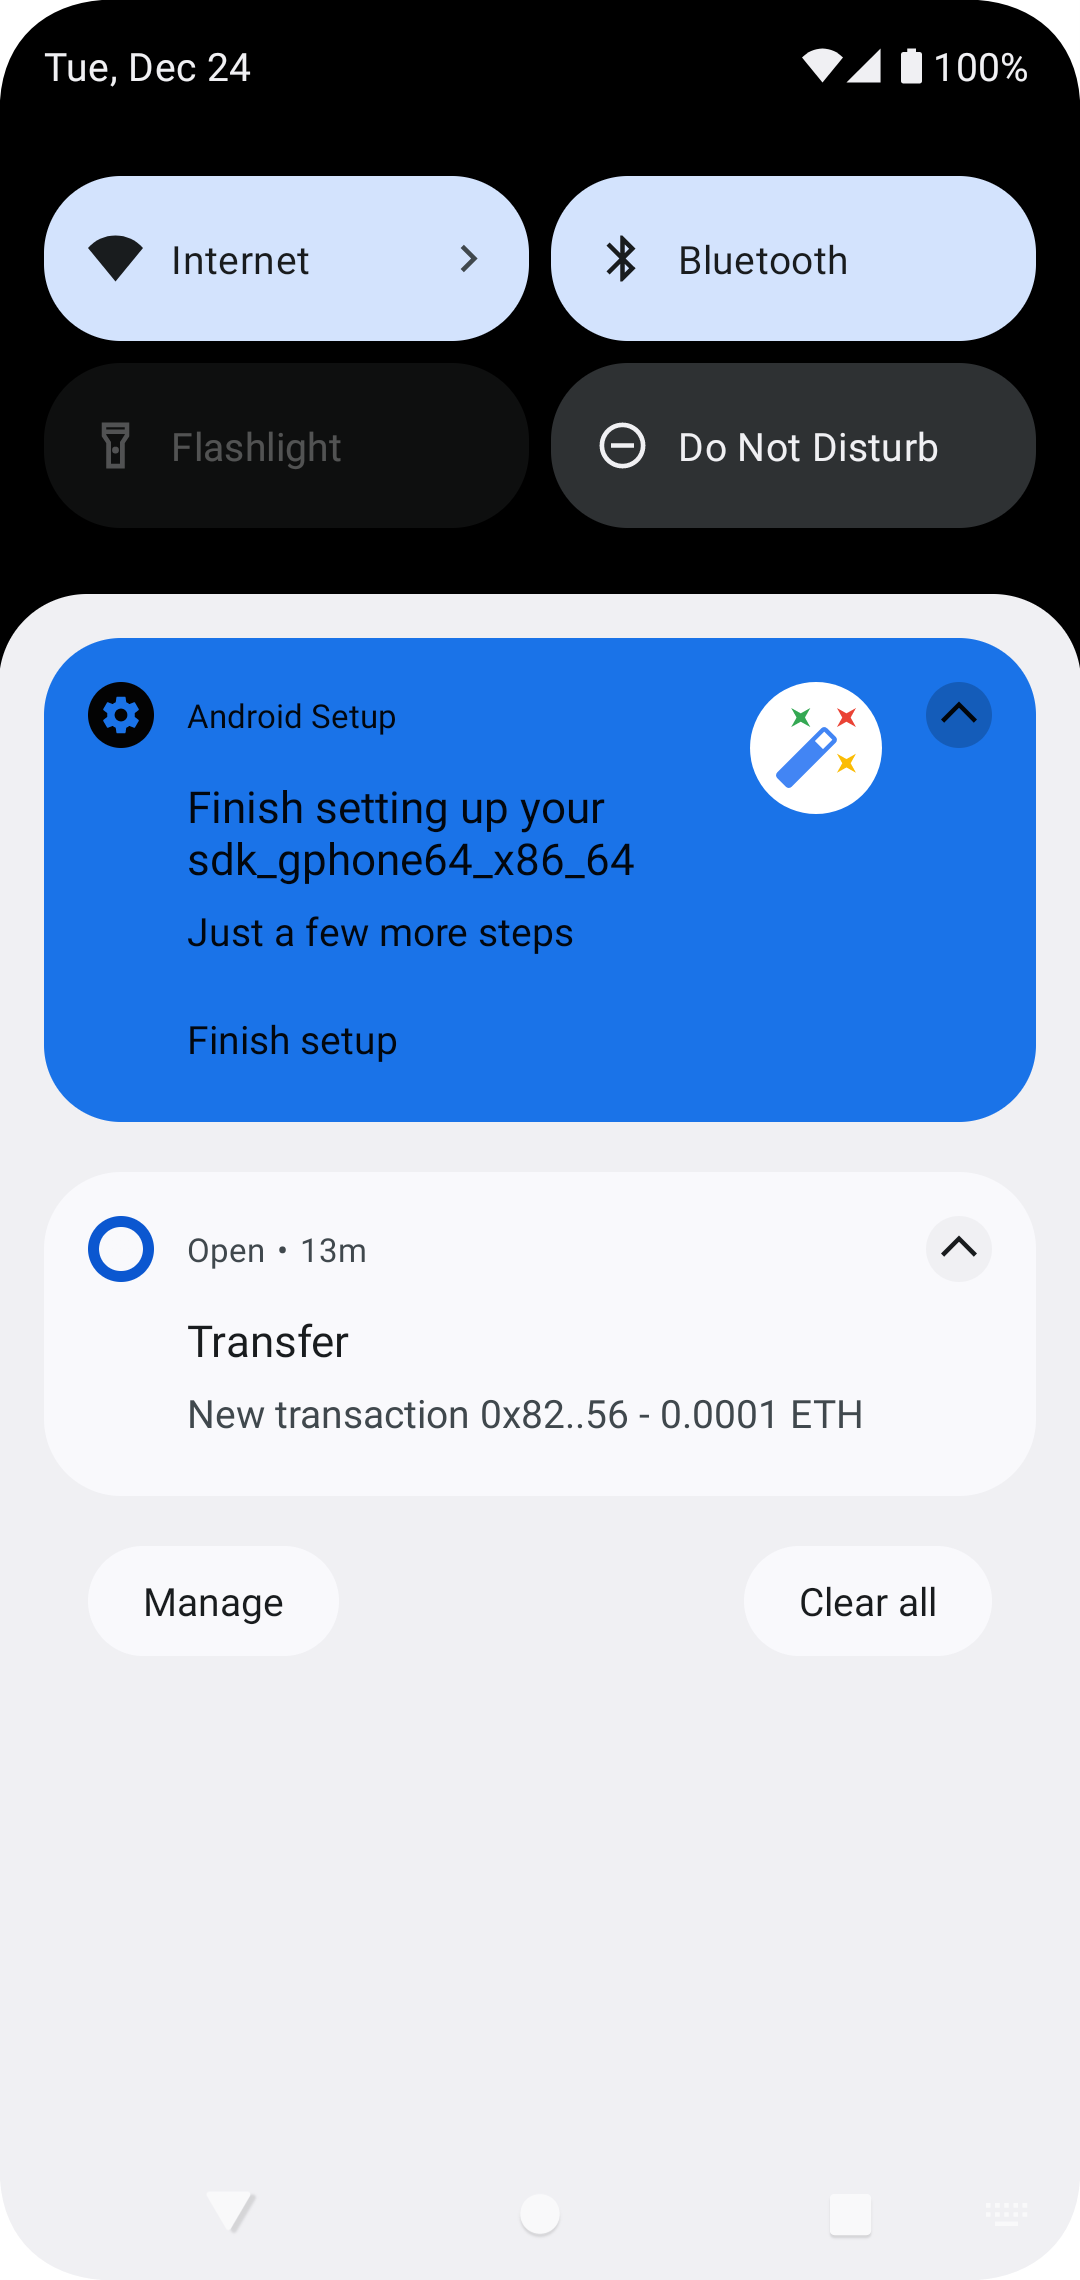 Tue, Dec 24
100%
Internet
Bluetooth
Flashlight
Do Not Disturb
Android Setup
Finish setting up your
sdk_gphone64_x86_64
Just a few more steps
Finish setup
Open • 13m
Transfer
New transaction 0x82..56 - 0.0001 ETH
Manage
Clear all